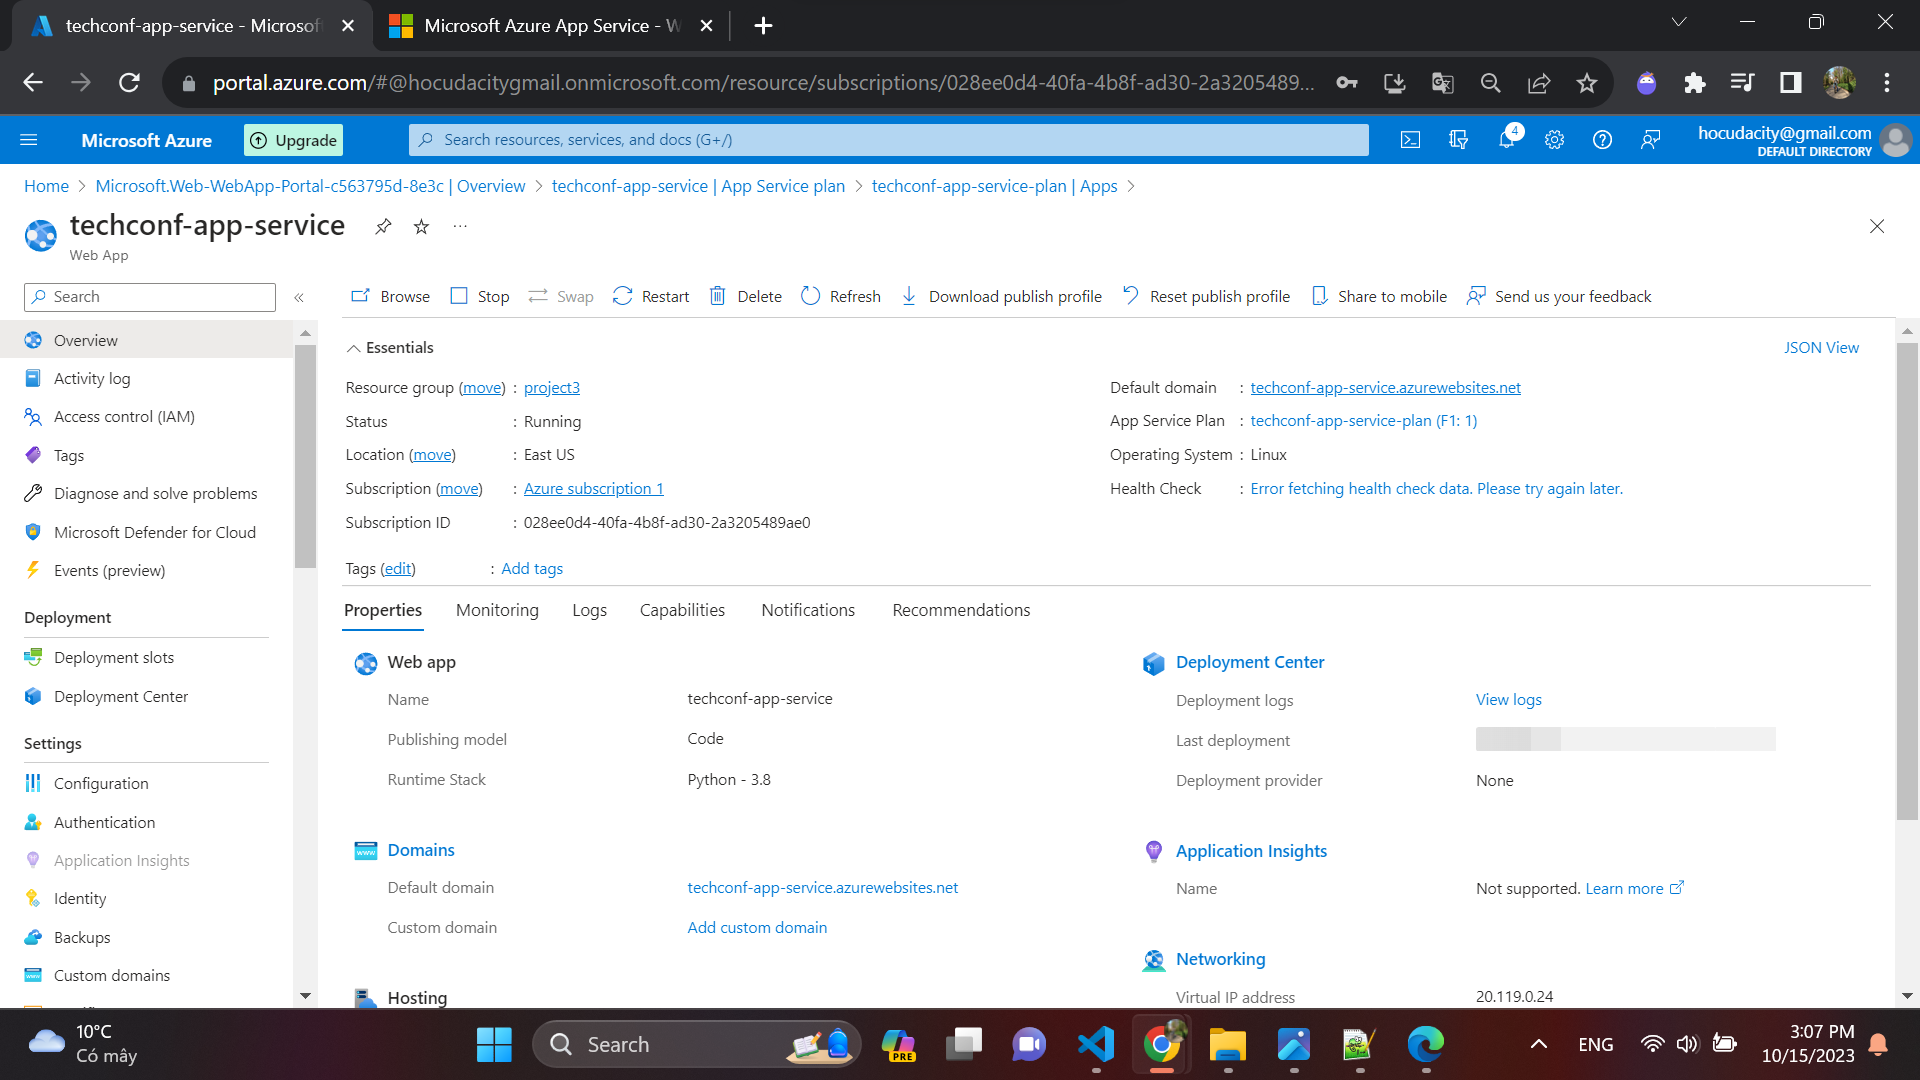 techconf-app-service - Microsof
Microsoft Azure App Service - W
portal.azure.com/#@hocudacitygmail.onmicrosoft.com/resource/subscriptions/028ee0d4-40fa-4b8f-ad30-2a3205489...
Microsoft Azure
Upgrade
Search resources, services, and docs (G+/)
4
hocudacity@gmail.com
DEFAULT DIRECTORY
Home > Microsoft.Web-WebApp-Portal-c563795d-8e3c | Overview > techconf-app-service | App Service plan > techconf-app-service-plan | Apps >
techconf-app-service
Web App
Search
Browse Stop Swap Restart Delete Refresh Download publish profile Reset publish profile Share to mobile Send us your feedback
Overview
Activity log
Access control (IAM)
Tags
Diagnose and solve problems
Microsoft Defender for Cloud
Events (preview)
Deployment
Deployment slots
Deployment Center
Settings
Configuration
Authentication
Application Insights
Identity
Backups
Custom domains
Essentials
JSON View
Resource group (move) : project3
Status : Running
Location (move) : East US
Subscription (move) : Azure subscription 1
Subscription ID : 028ee0d4-40fa-4b8f-ad30-2a3205489ae0
Default domain : techconf-app-service.azurewebsites.net
App Service Plan : techconf-app-service-plan (F1: 1)
Operating System : Linux
Health Check : Error fetching health check data. Please try again later.
Tags (edit) : Add tags
Properties Monitoring Logs Capabilities Notifications Recommendations
Web app
Name techconf-app-service
Publishing model Code
Runtime Stack Python - 3.8
Domains
Default domain techconf-app-service.azurewebsites.net
Custom domain Add custom domain
Hosting
Deployment Center
Deployment logs View logs
Last deployment
Deployment provider None
Application Insights
Name Not supported. Learn more
Networking
Virtual IP address 20.119.0.24
10°C
Có mây
Search
PRE
ENG
3:07 PM
10/15/2023